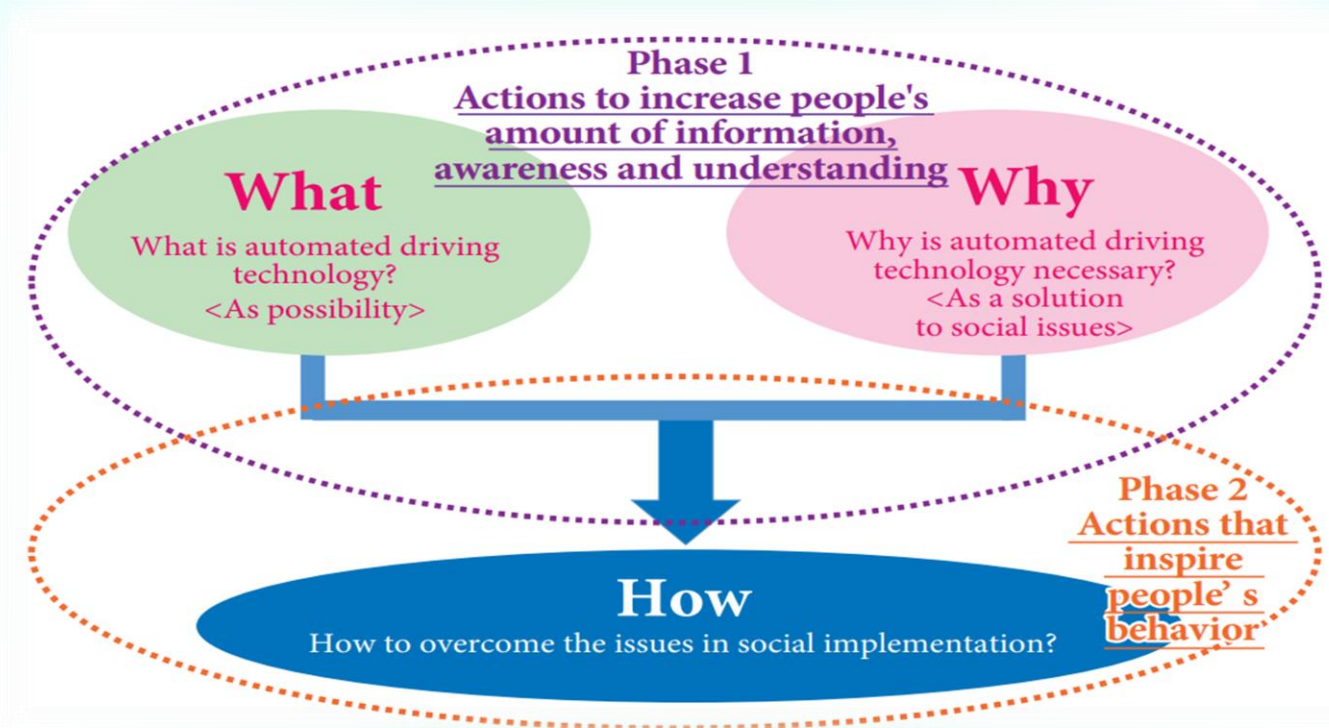 Phase 1
Actions to increase people's
amount of information,
awareness and understanding
What
What is automated driving
technology?
<As possibility>
Why
Why is automated driving
technology necessary?
<As a solution
to social issues>
Phase 2
Actions that
inspire
people’ s
behavior
How
How to overcome the issues in social implementation?